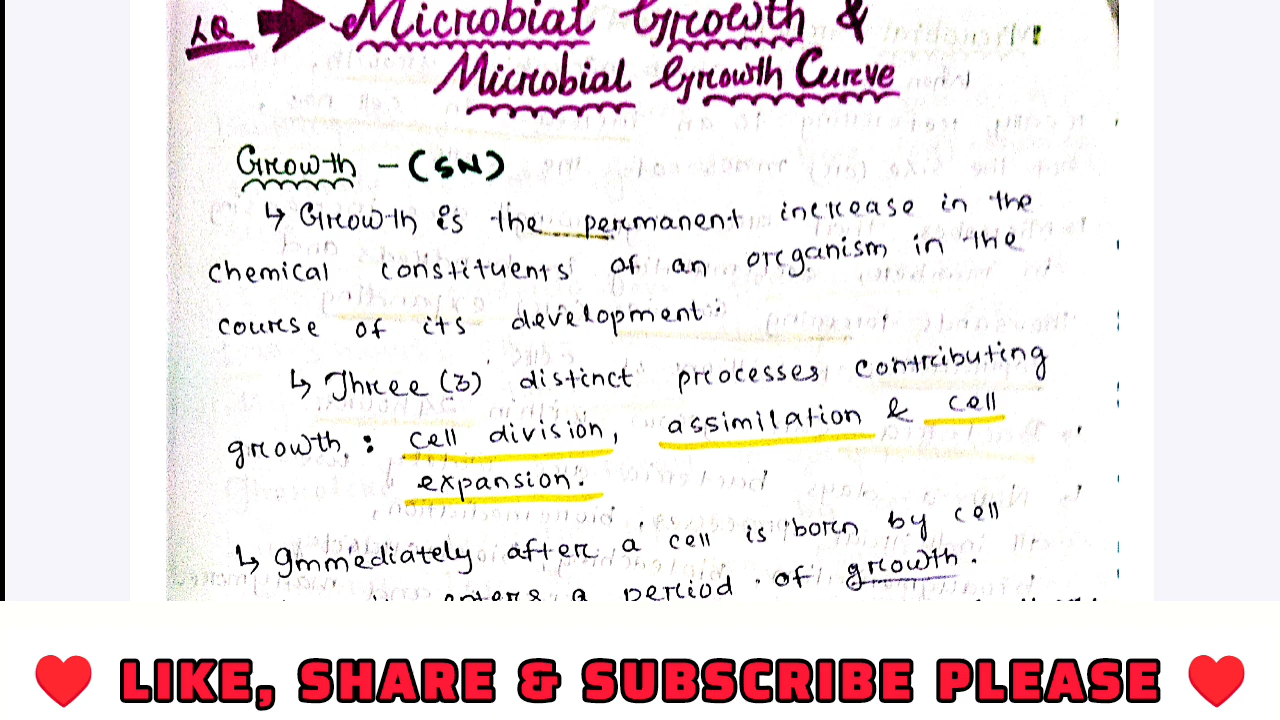 LQ → Microbial Growth &
Microbial Growth Curve
Growth - (SN)
↳ Growth is the permanent increase in the
chemical constituents of an organism in the
course of its development.
↳ Three (3) distinct processes contributing
growth : cell division, assimilation & cell
expansion.
↳ Immediately after a cell is born by cell
enters a period of growth.
LIKE, SHARE & SUBSCRIBE PLEASE